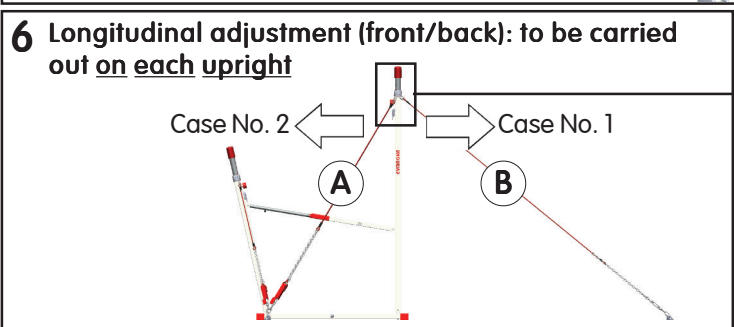 6 Longitudinal adjustment (front/back): to be carried
out on each upright
Case No. 2
Case No. 1
A
B